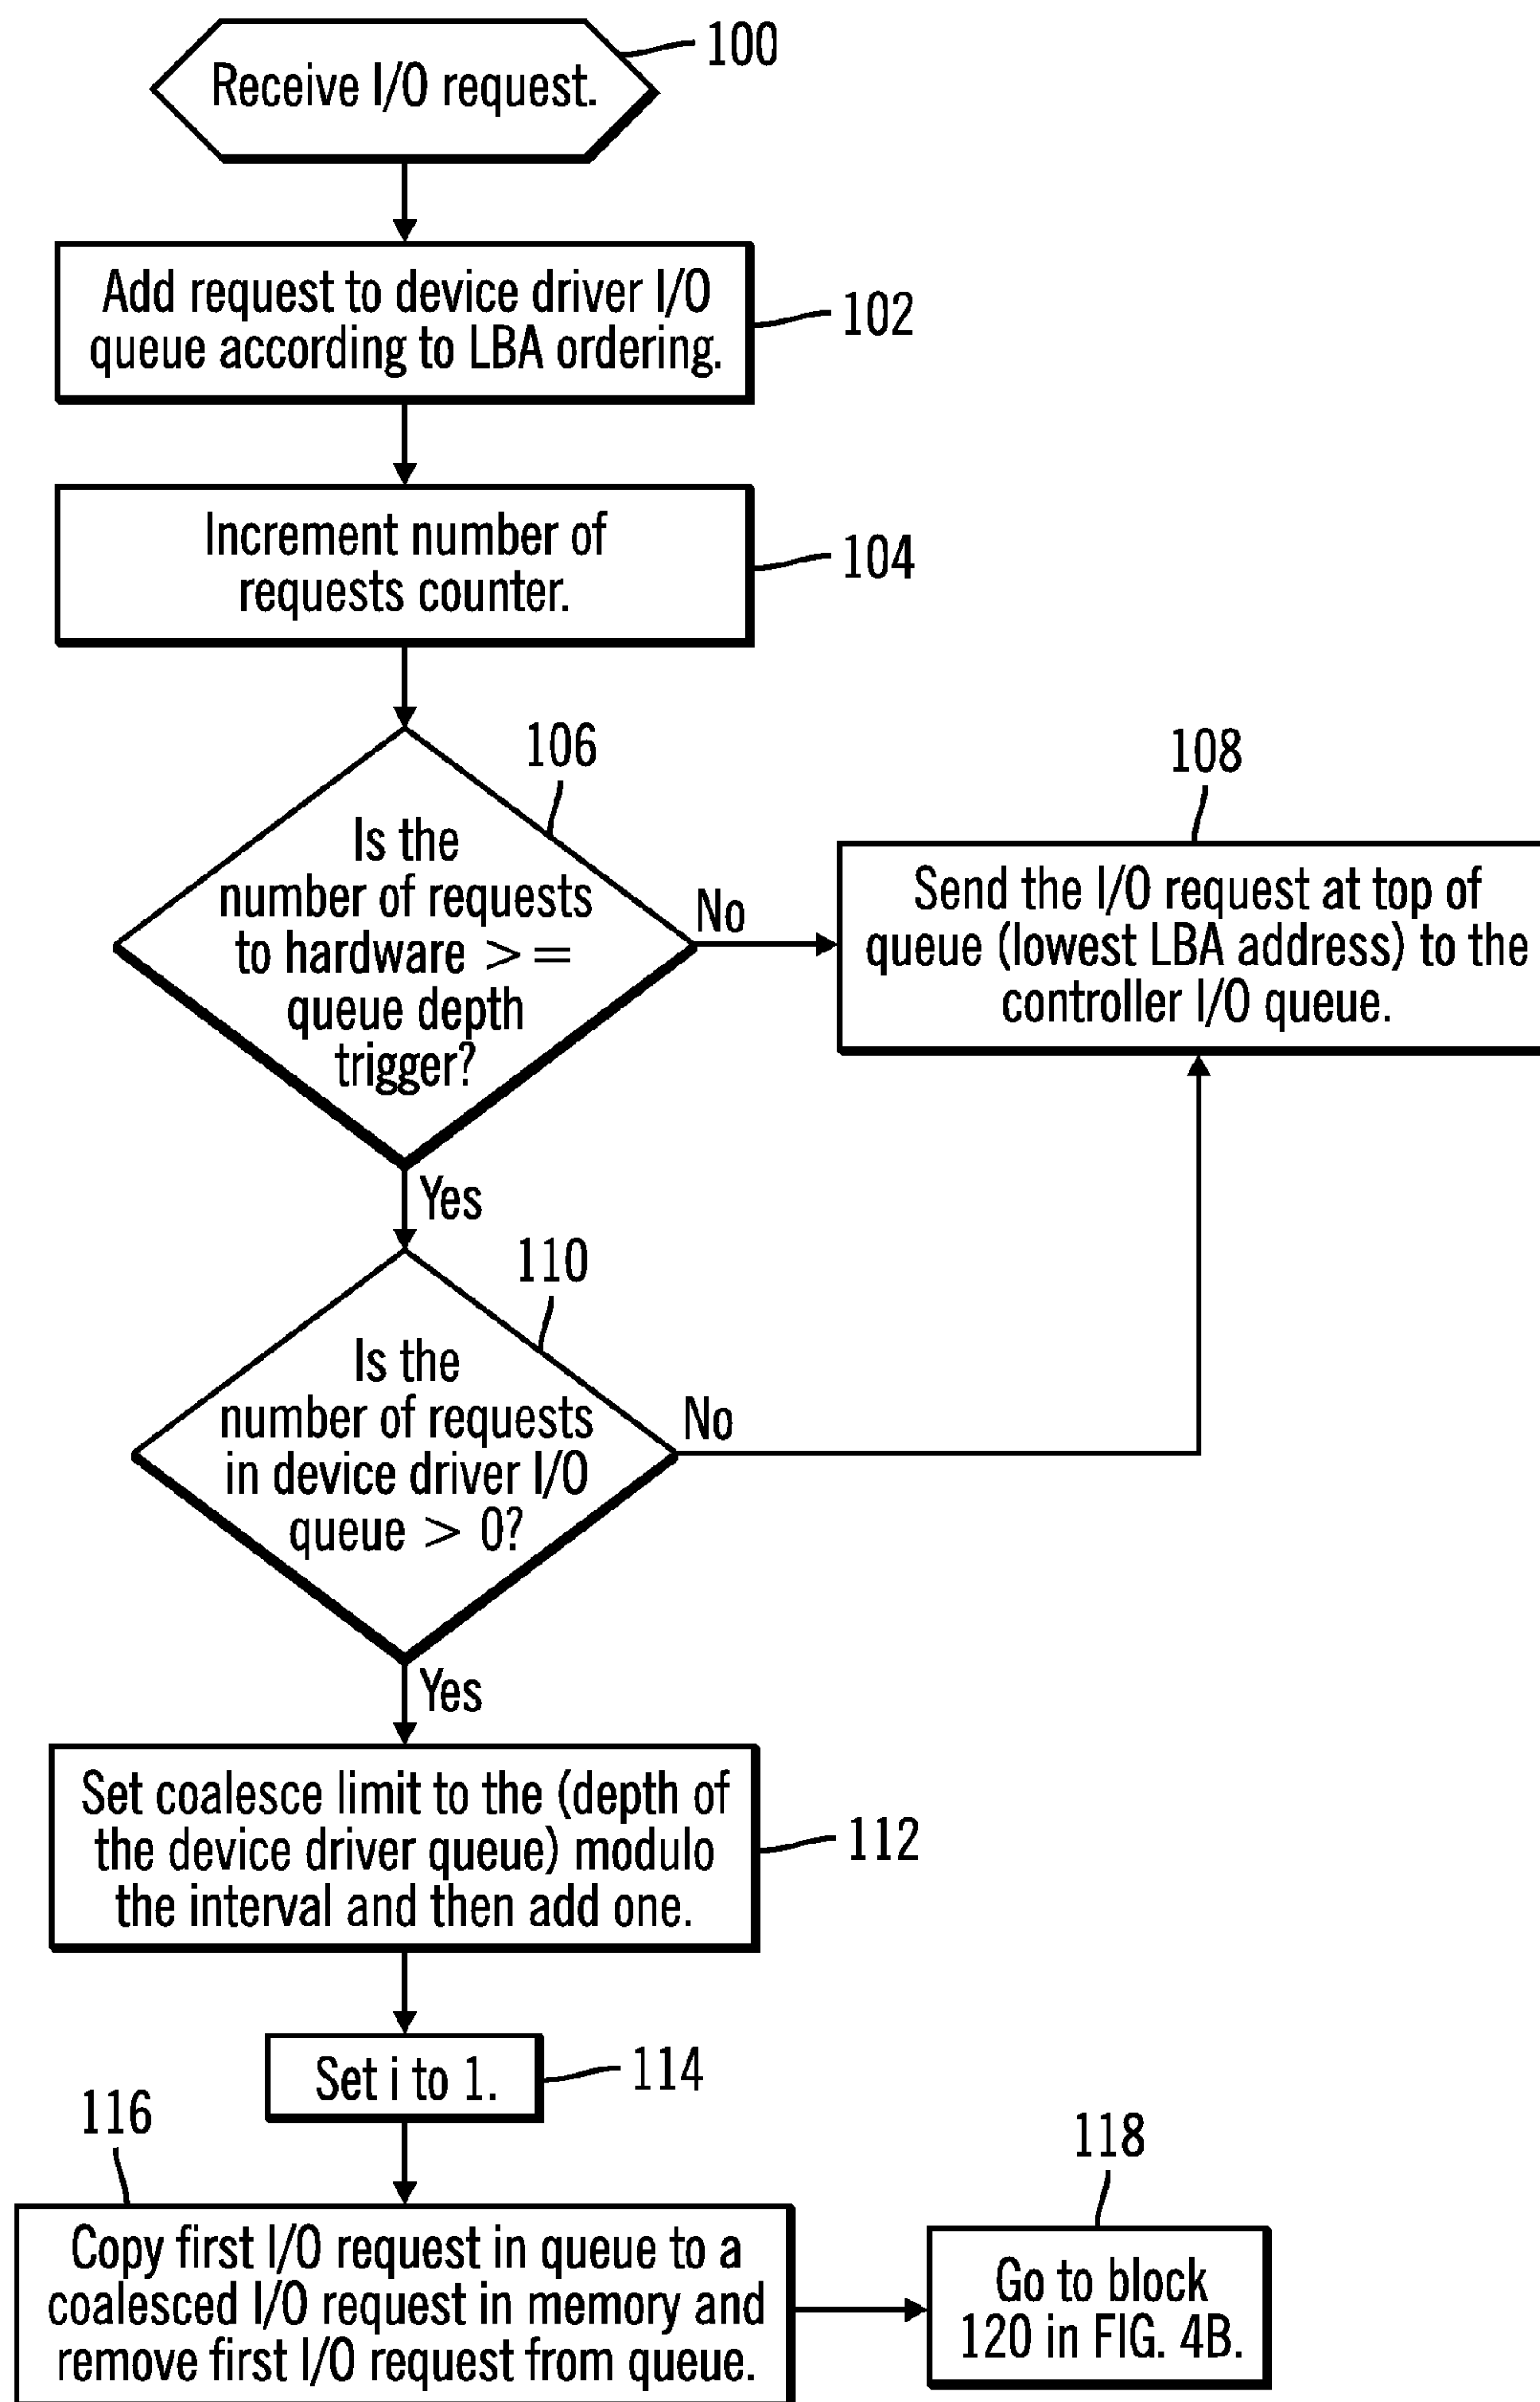 100
Receive I/O request.
Add request to device driver I/O
queue according to LBA ordering.
102
Increment number of
requests counter.
104
106
Is the
number of requests
to hardware >=
queue depth
trigger?
No
Yes
108
Send the I/O request at top of
queue (lowest LBA address) to the
controller I/O queue.
110
Is the
number of requests
in device driver I/O
queue > 0?
No
Yes
Set coalesce limit to the (depth of
the device driver queue) modulo
the interval and then add one.
112
Set i to 1.
114
116
Copy first I/O request in queue to a
coalesced I/O request in memory and
remove first I/O request from queue.
118
Go to block
120 in FIG. 4B.